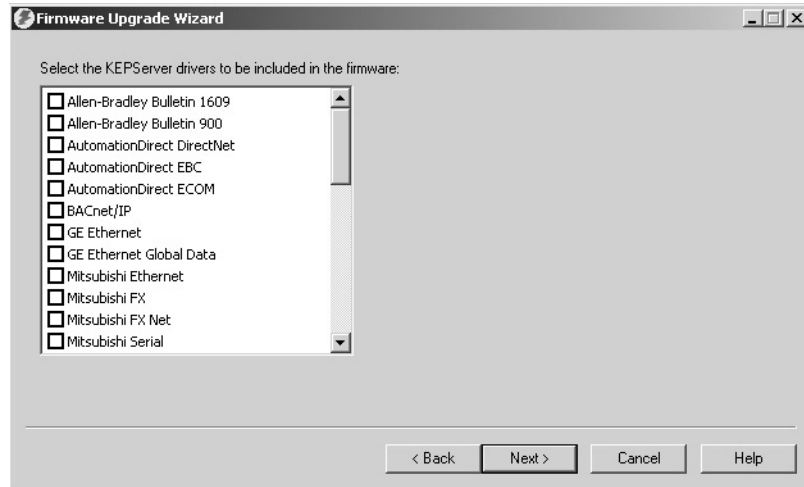 Firmware Upgrade Wizard
Select the KEPServer drivers to be included in the firmware:
Allen-Bradley Bulletin 1609
Allen-Bradley Bulletin 900
AutomationDirect DirectNet
AutomationDirect EBC
AutomationDirect ECOM
BACnet/IP
GE Ethernet
GE Ethernet Global Data
Mitsubishi Ethernet
Mitsubishi FX
Mitsubishi FX Net
Mitsubishi Serial
< Back Next > Cancel Help